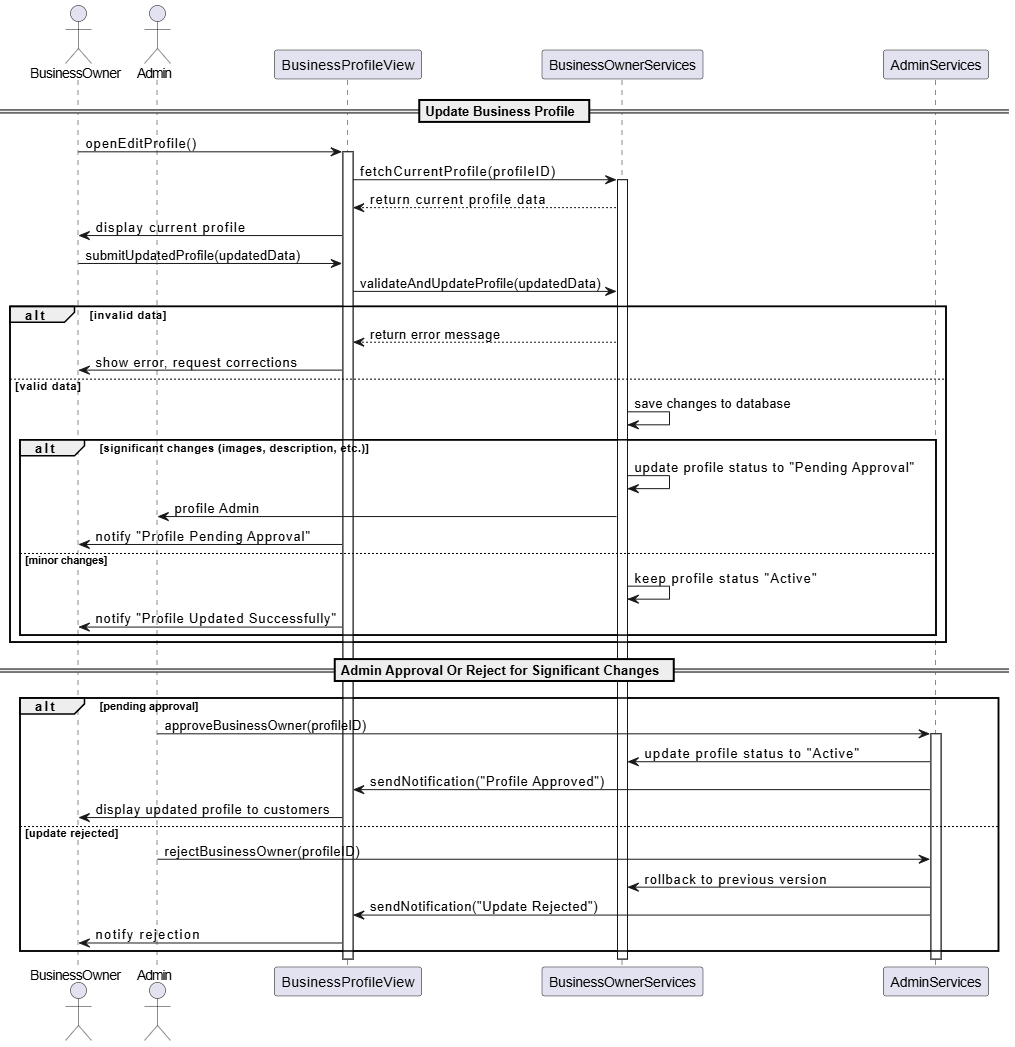 BusinessOwner
Admin
BusinessProfileView
BusinessOwnerServices
AdminServices
Update Business Profile
openEditProfile()
fetchCurrentProfile(profileID)
return current profile data
display current profile
submitUpdatedProfile(updatedData)
validateAndUpdateProfile(updatedData)
alt
[invalid data]
return error message
show error, request corrections
[valid data]
save changes to database
alt
[significant changes (images, description, etc.)]
update profile status to "Pending Approval"
profile Admin
notify "Profile Pending Approval"
[minor changes]
keep profile status "Active"
notify "Profile Updated Successfully"
Admin Approval Or Reject for Significant Changes
alt
[pending approval]
approveBusinessOwner(profileID)
update profile status to "Active"
sendNotification("Profile Approved")
display updated profile to customers
[update rejected]
rejectBusinessOwner(profileID)
rollback to previous version
sendNotification("Update Rejected")
notify rejection
BusinessOwner
Admin
BusinessProfileView
BusinessOwnerServices
AdminServices